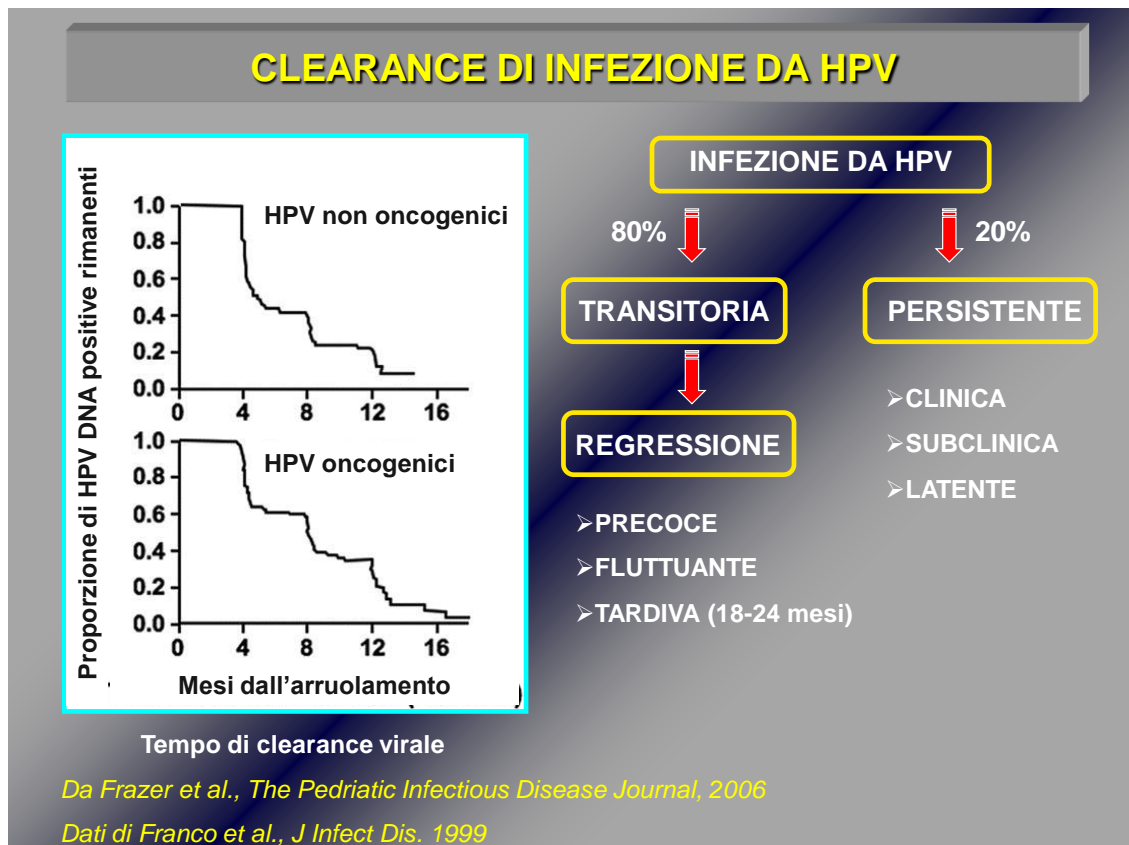 CLEARANCE DI INFEZIONE DA HPV
Proporzione di HPV DNA positive rimanenti
HPV non oncogenici
1.0
0.8
0.6
0.4
0.2
0.0
0 4 8 12 16
HPV oncogenici
1.0
0.8
0.6
0.4
0.2
0.0
0 4 8 12 16
Mesi dall'arruolamento
)
Tempo di clearance virale
INFEZIONE DA HPV
80%
20%
TRANSITORIA
PERSISTENTE
REGRESSIONE
➢PRECOCE
➢FLUTTUANTE
➢TARDIVA (18-24 mesi)
➢CLINICA
➢SUBCLINICA
➢LATENTE
Da Frazer et al., The Pedriatic Infectious Disease Journal, 2006
Dati di Franco et al., J Infect Dis. 1999